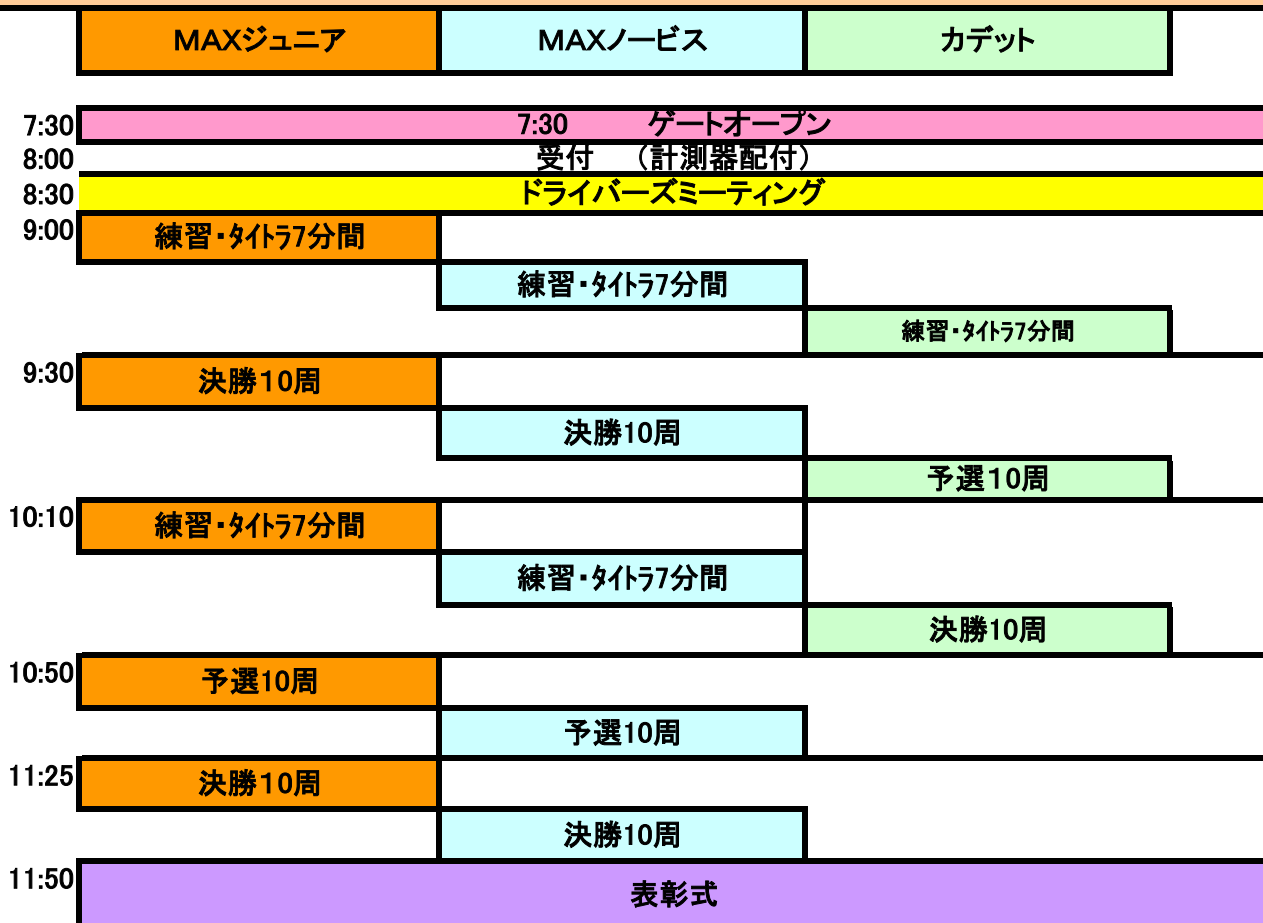 MAXジュニア MAXノービス カデット
7:30 7:30 ゲートオープン
8:00 受付 （計測器配付）
8:30 ドライバーズミーティング
9:00 練習・ﾀｲﾄﾗ7分間
練習・ﾀｲﾄﾗ7分間
練習・ﾀｲﾄﾗ7分間
9:30 決勝10周
決勝10周
予選10周
10:10 練習・ﾀｲﾄﾗ7分間
練習・ﾀｲﾄﾗ7分間
決勝10周
10:50 予選10周
予選10周
11:25 決勝10周
決勝10周
11:50 表彰式